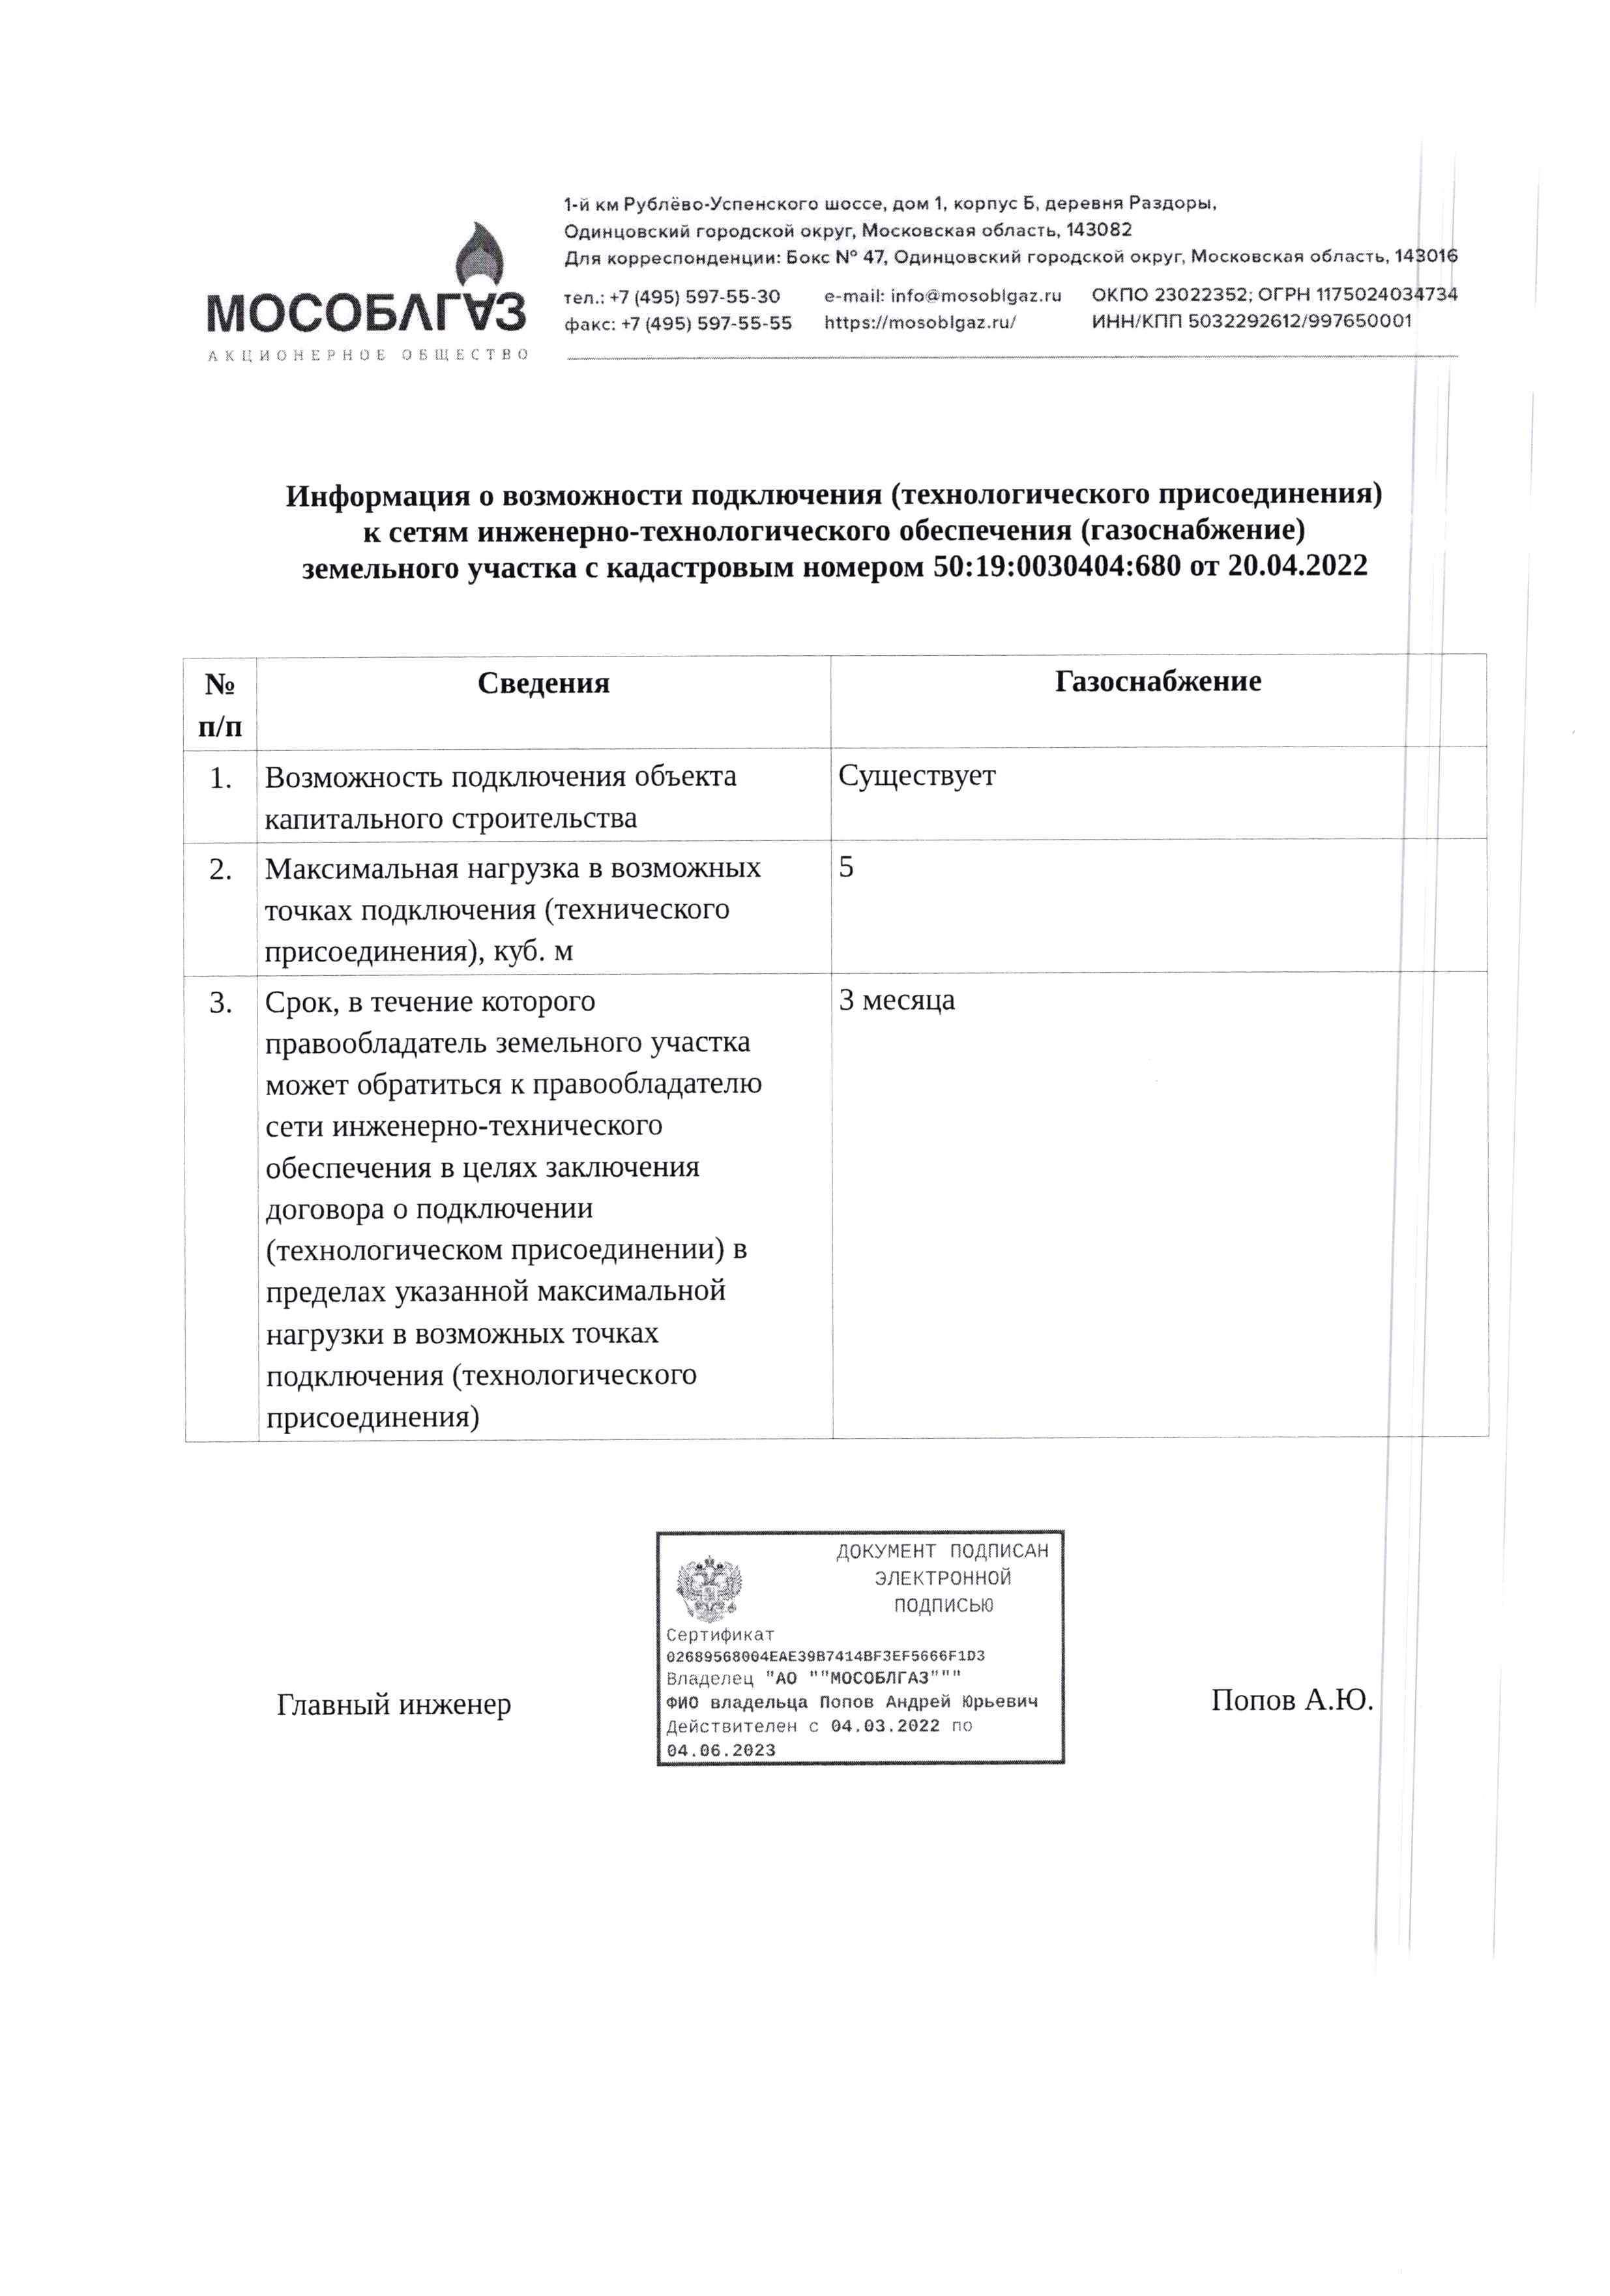 МОСОБЛГАЗ
АКЦИОНЕРНОЕ ОБЩЕСТВО
1-й км Рублёво-Успенского шоссе, дом 1, корпус Б, деревня Раздоры,
Одинцовский городской округ, Московская область, 143082
Для корреспонденции: Бокс № 47, Одинцовский городской округ, Московская область, 143016
тел.: +7 (495) 597-55-30 e-mail: info@mosoblgaz.ru ОКПО 23022352; ОГРН 1175024034734
факс: +7 (495) 597-55-55 https://mosoblgaz.ru/ ИНН/КПП 5032292612/997650001
Информация о возможности подключения (технологического присоединения)
к сетям инженерно-технологического обеспечения (газоснабжение)
земельного участка с кадастровым номером 50:19:0030404:680 от 20.04.2022
№ Сведения Газоснабжение
п/п
1. Возможность подключения объекта Существует
капитального строительства
2. Максимальная нагрузка в возможных 5
точках подключения (технического
присоединения), куб. м
3. Срок, в течение которого 3 месяца
правообладатель земельного участка
может обратиться к правообладателю
сети инженерно-технического
обеспечения в целях заключения
договора о подключении
(технологическом присоединении) в
пределах указанной максимальной
нагрузки в возможных точках
подключения (технологического
присоединения)
ДОКУМЕНТ ПОДПИСАН
ЭЛЕКТРОННОЙ
ПОДПИСЬЮ
Сертификат
02689568004EAE39B7414BF3EF5666F1D3
Владелец "АО ""МОСОБЛГАЗ"""
ФИО владельца Попов Андрей Юрьевич
Действителен с 04.03.2022 по
04.06.2023
Главный инженер Попов А.Ю.